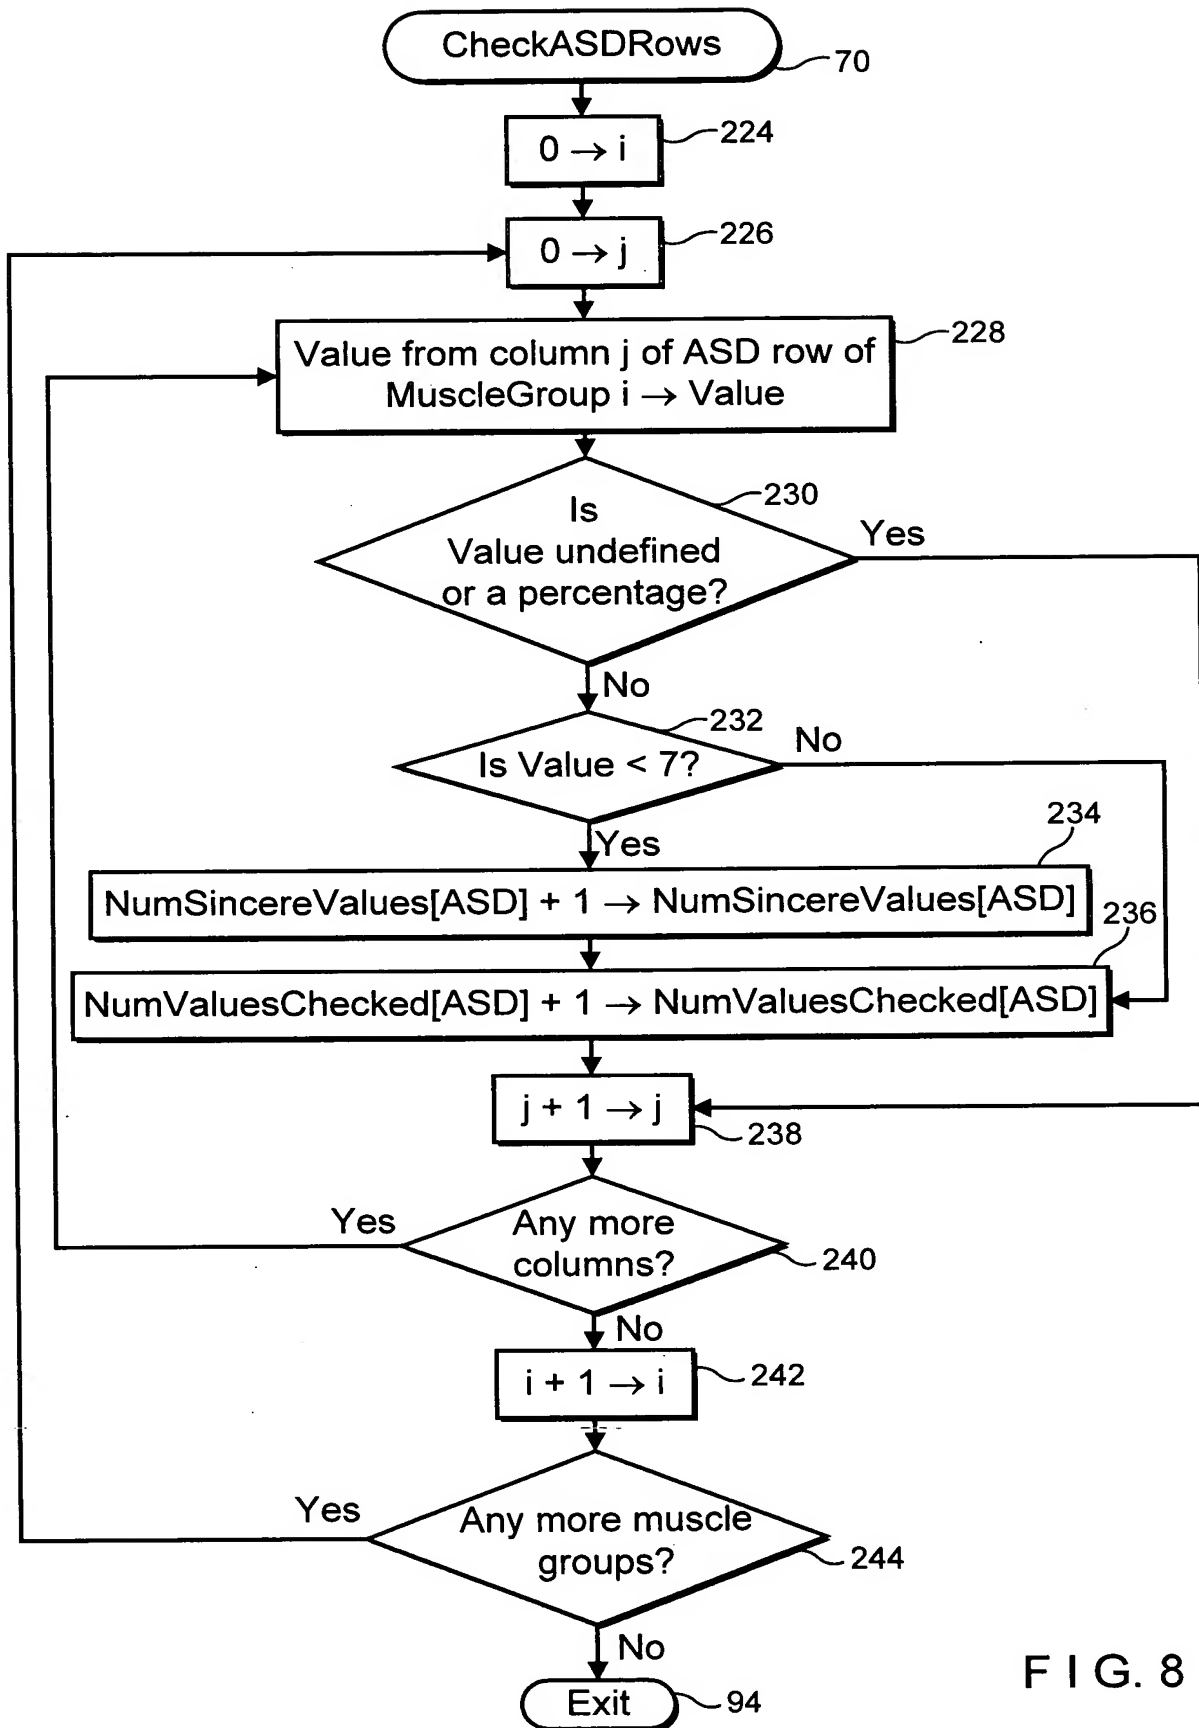 CheckASDRows
70
0 → i
224
0 → j
226
Value from column j of ASD row of
MuscleGroup i → Value
228
Is
Value undefined
or a percentage?
230
Yes
No
Is Value < 7?
232
No
Yes
234
NumSincereValues[ASD] + 1 → NumSincereValues[ASD]
236
NumValuesChecked[ASD] + 1 → NumValuesChecked[ASD]
j + 1 → j
238
Any more
columns?
Yes
240
No
i + 1 → i
242
Any more muscle
groups?
Yes
244
No
Exit
94
F I G. 8